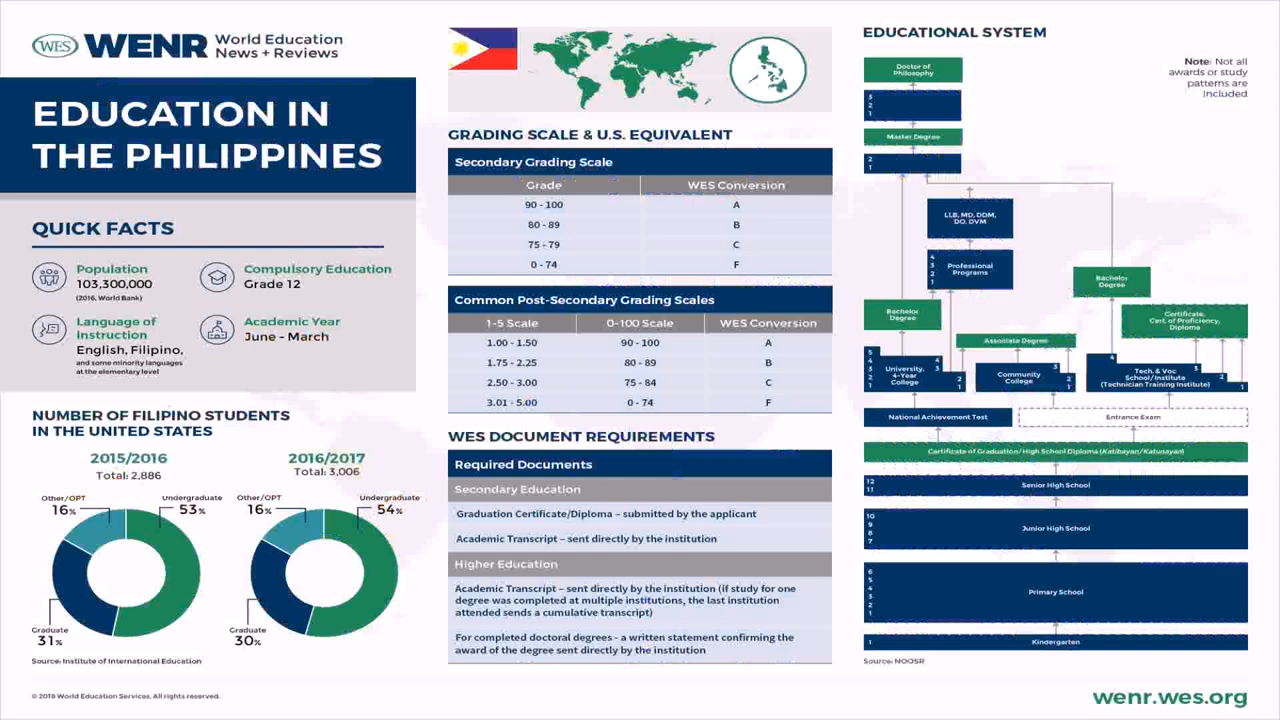 WES WENR World Education
News + Reviews
EDUCATION IN
THE PHILIPPINES
QUICK FACTS
Population
103,300,000
(2016, World Bank)
Compulsory Education
Grade 12
Language of
Instruction
English, Filipino,
and some minority languages
at the elementary level
Academic Year
June – March
NUMBER OF FILIPINO STUDENTS
IN THE UNITED STATES
2015/2016
Total: 2,886
Other/OPT
16%
Undergraduate
53%
Graduate
31%
2016/2017
Total: 3,006
Other/OPT
16%
Undergraduate
54%
Graduate
30%
Source: Institute of International Education
© 2018 World Education Services. All rights reserved.
GRADING SCALE & U.S. EQUIVALENT
Secondary Grading Scale
Grade WES Conversion
90 - 100 A
80 - 89 B
75 - 79 C
0 - 74 F
Common Post-Secondary Grading Scales
1-5 Scale 0-100 Scale WES Conversion
1.00 - 1.50 90 - 100 A
1.75 - 2.25 80 - 89 B
2.50 - 3.00 75 - 84 C
3.01 - 5.00 0 - 74 F
WES DOCUMENT REQUIREMENTS
Required Documents
Secondary Education
Graduation Certificate/Diploma – submitted by the applicant
Academic Transcript – sent directly by the institution
Higher Education
Academic Transcript – sent directly by the institution (if study for one
degree was completed at multiple institutions, the last institution
attended sends a cumulative transcript)
For completed doctoral degrees - a written statement confirming the
award of the degree sent directly by the institution
EDUCATIONAL SYSTEM
Note: Not all
awards or study
patterns are
included
Doctor of
Philosophy
3
2
1
Master Degree
2
1
LLB, MD, DDM,
DO, DVM
4
3
2
1
Professional
Programs
Bachelor
Degree
Bachelor
Degree
Certificate,
Cert. of Proficiency,
Diploma
Associate Degree
5
4
3
2
1
University,
4-Year
College
4
3
2
1
Community
College
3
2
1
4
Tech. & Voc
School/Institute
(Technician Training Institute)
3
2
1
National Achievement Test
Entrance Exam
Certificate of Graduation/High School Diploma (Katibayan/Katunayan)
12
11
Senior High School
10
9
8
7
Junior High School
6
5
4
3
2
1
Primary School
1
Kindergarten
Source: NOOSR
wenr.wes.org